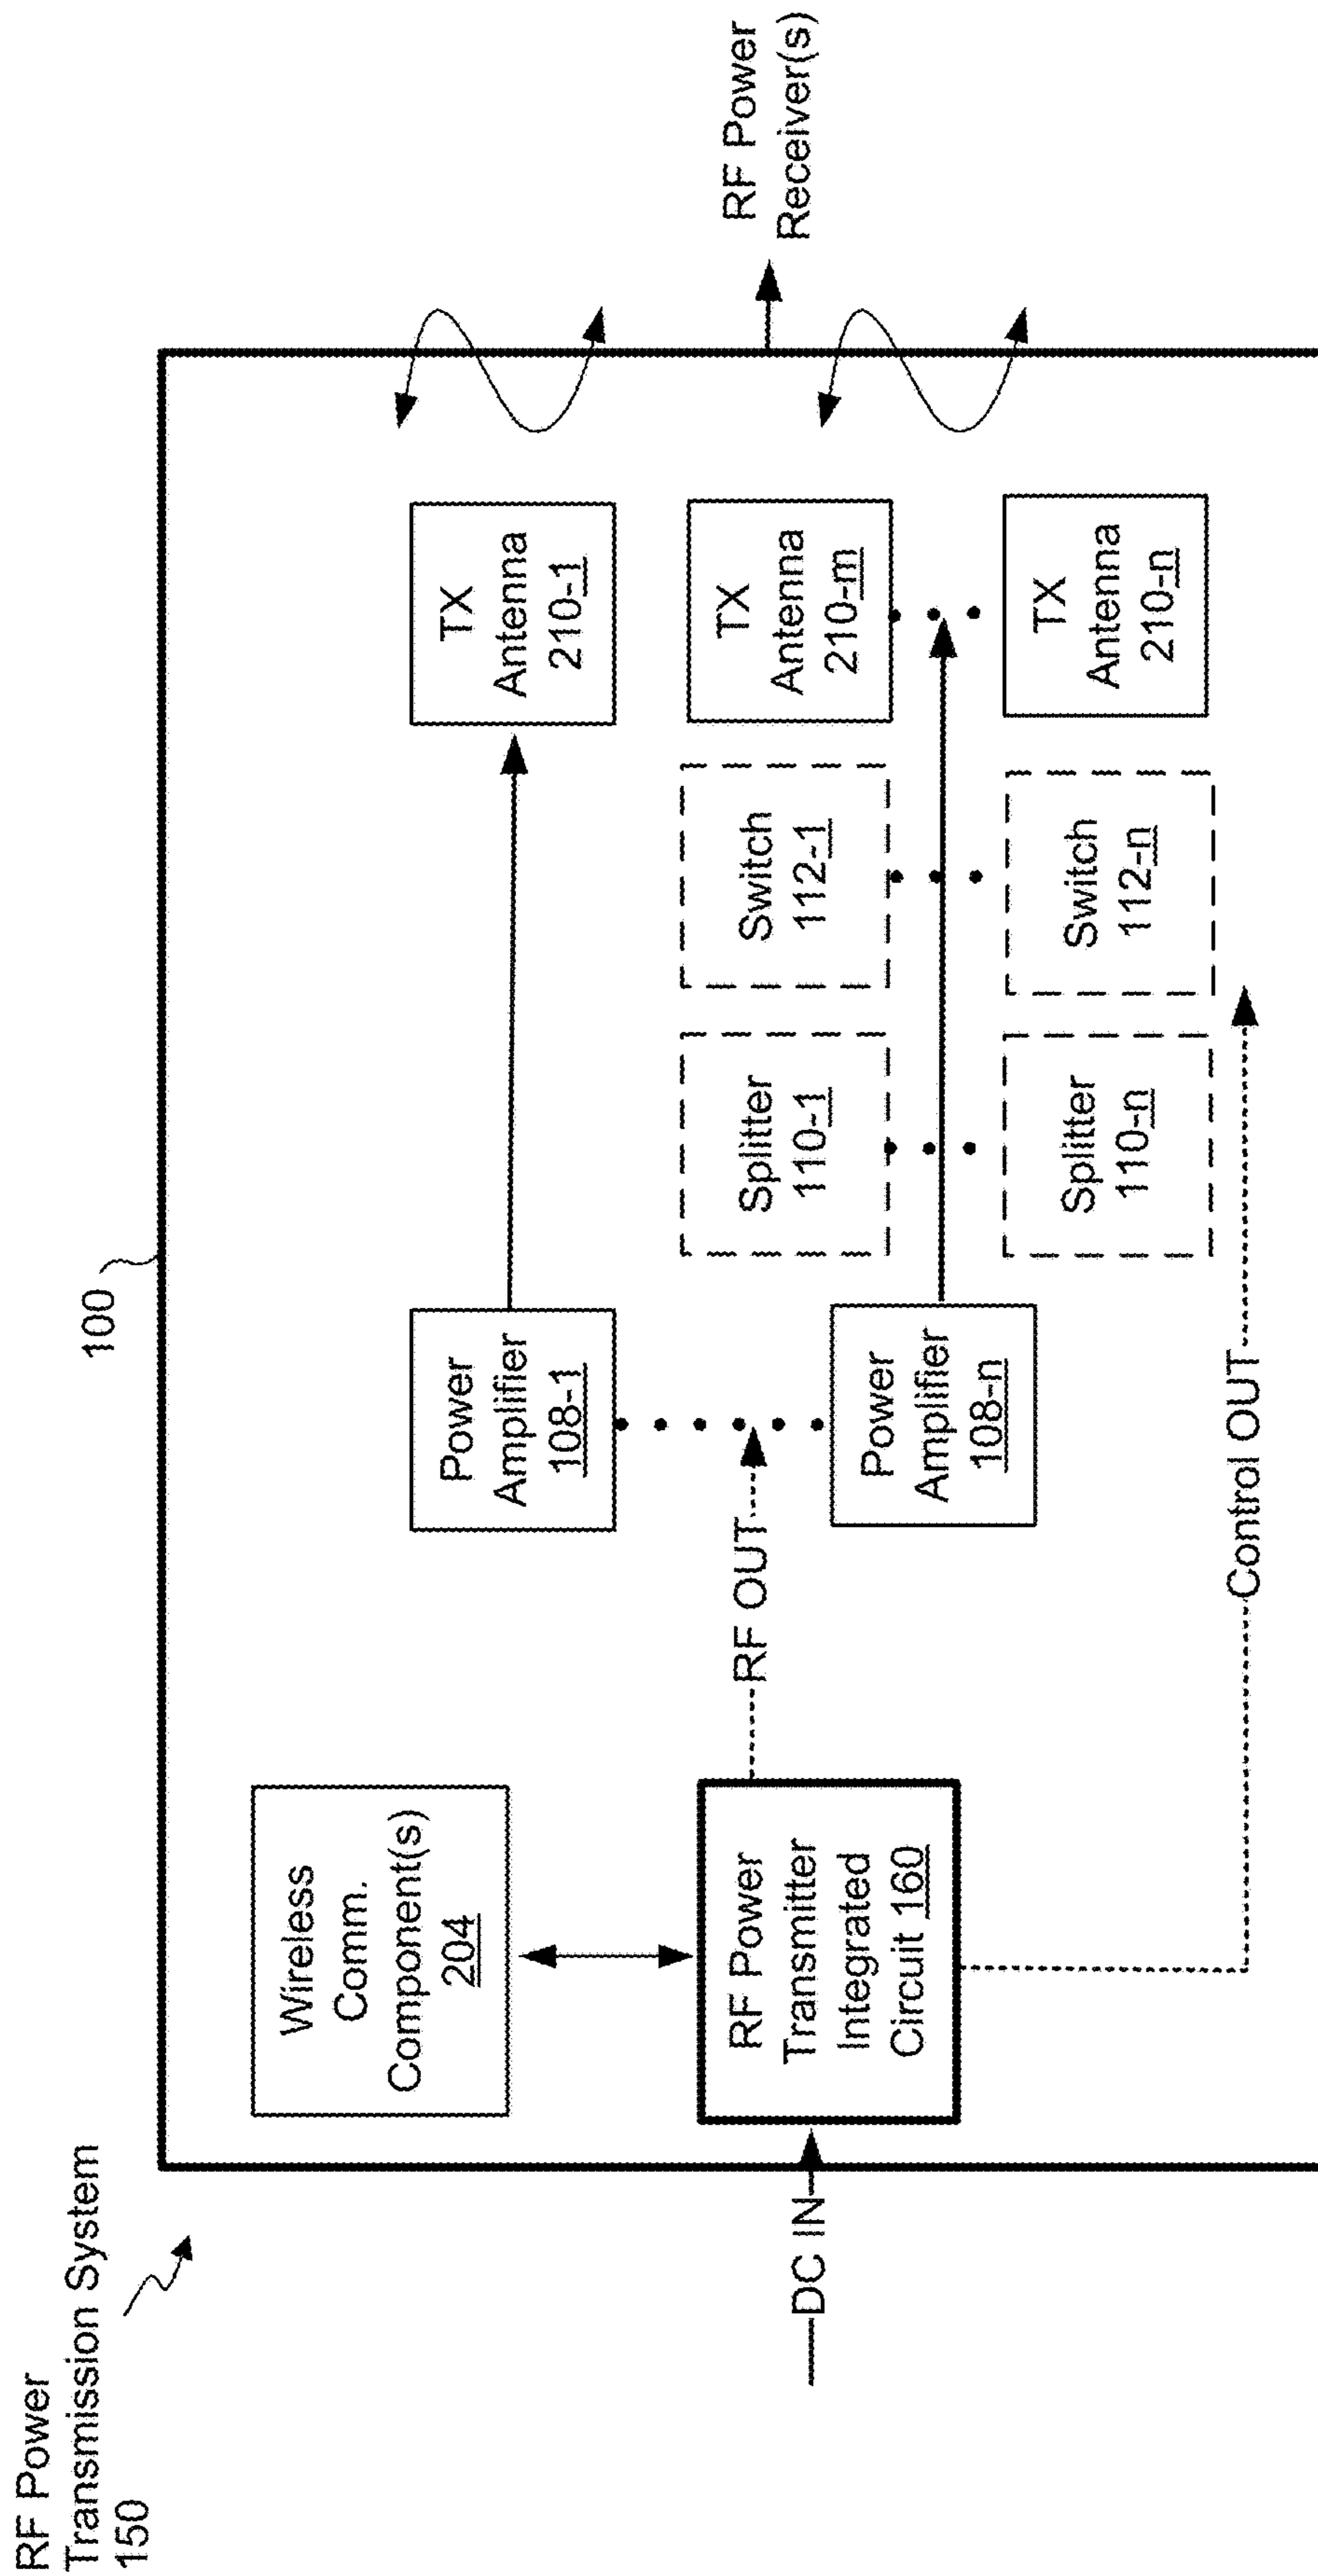 RF Power
Transmission System
150
100
Wireless
Comm.
Component(s)
204
Power
Amplifier
108-1
TX
Antenna
210-1
DC IN
RF Power
Transmitter
Integrated
Circuit 160
RF OUT
Power
Amplifier
108-n
Splitter
110-1
Switch
112-1
TX
Antenna
210-m
RF Power
Receiver(s)
Splitter
110-n
Switch
112-n
TX
Antenna
210-n
Control OUT